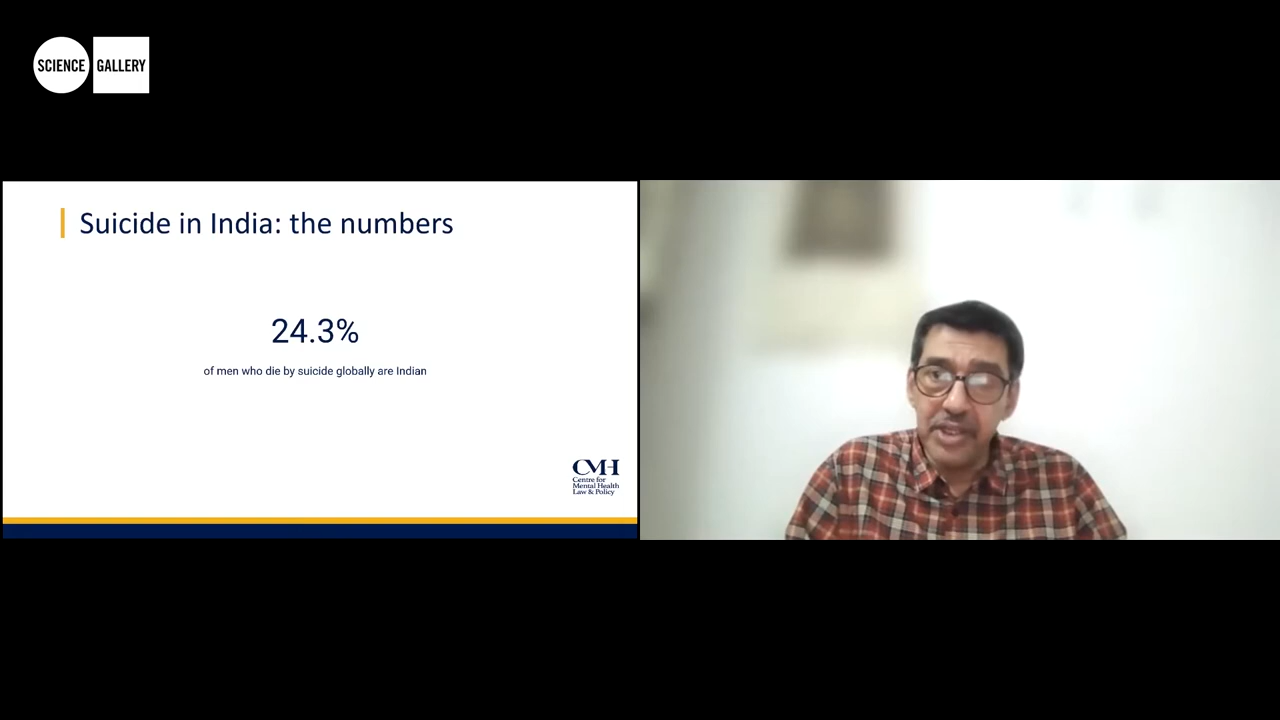 SCIENCE GALLERY
Suicide in India: the numbers
24.3%
of men who die by suicide globally are Indian
CMH
Centre for
Mental Health
Law & Policy